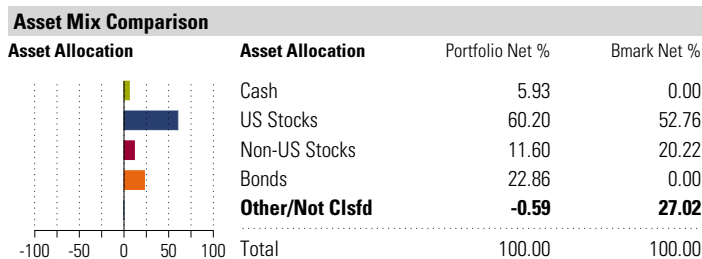 Asset Mix Comparison
Asset Allocation Asset Allocation Portfolio Net % Bmark Net %
Cash 5.93 0.00
US Stocks 60.20 52.76
Non-US Stocks 11.60 20.22
Bonds 22.86 0.00
Other/Not Clsfd -0.59 27.02
-100 -50 0 50 100 Total 100.00 100.00